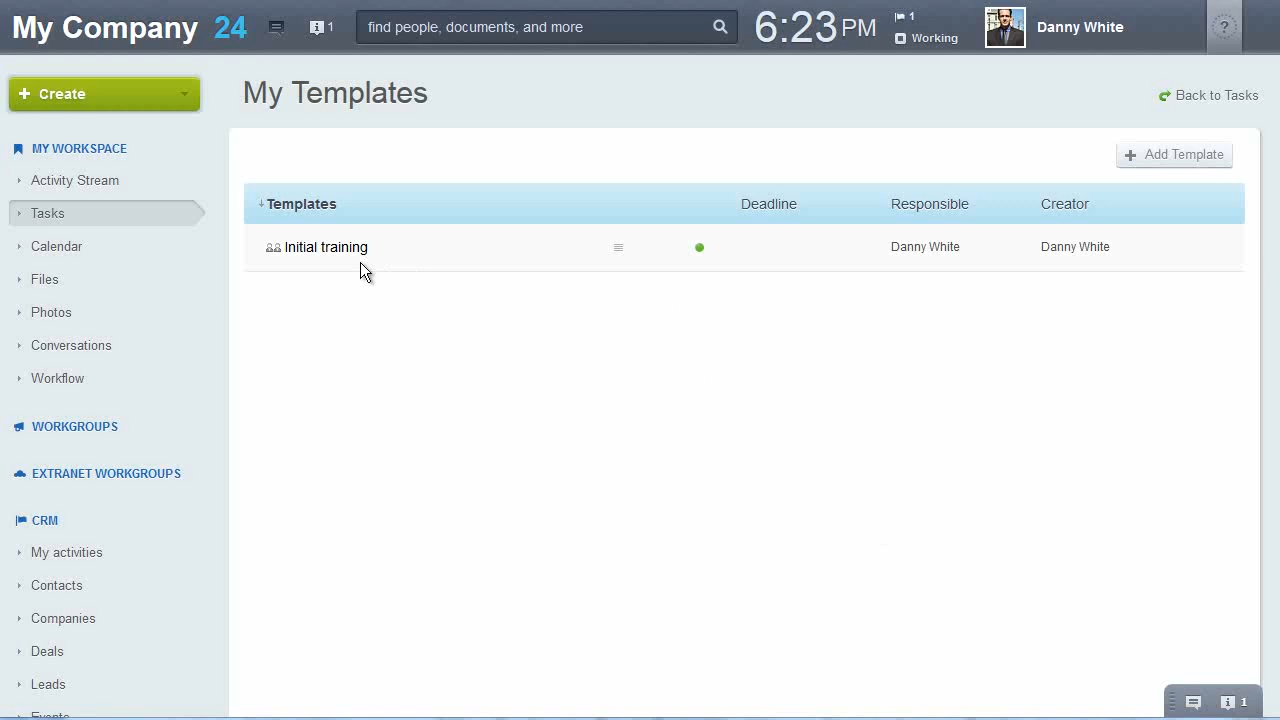 My Company 24
1
find people, documents, and more
6:23 PM
1
Working
Danny White
?
Create
My Templates
Back to Tasks
MY WORKSPACE
Activity Stream
Tasks
Calendar
Files
Photos
Conversations
Workflow
WORKGROUPS
EXTRANET WORKGROUPS
CRM
My activities
Contacts
Companies
Deals
Leads
Events
Add Template
Templates Deadline Responsible Creator
Initial training Danny White Danny White
1